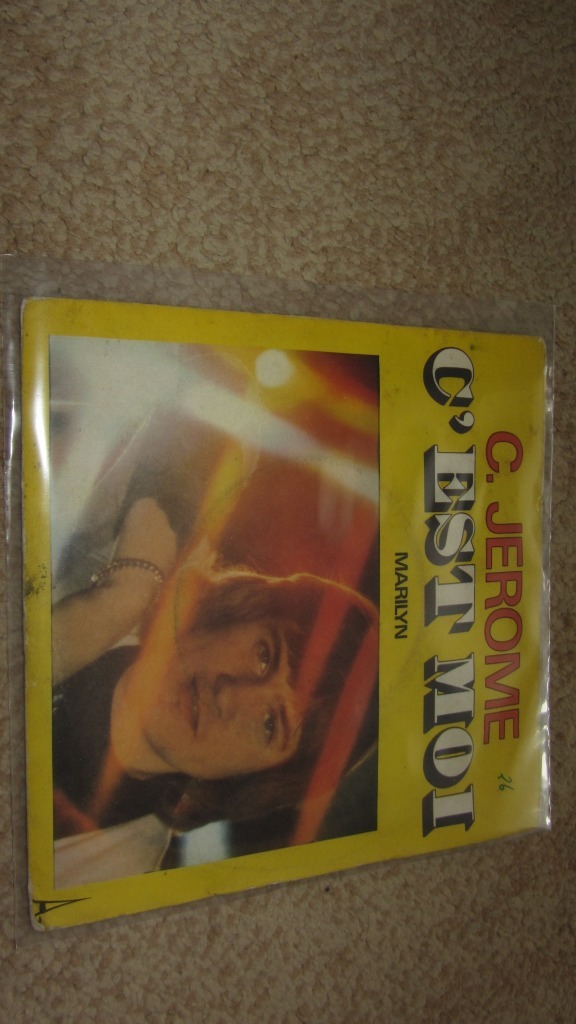 C. JEROME
C'EST MOI
MARILYN
26
A